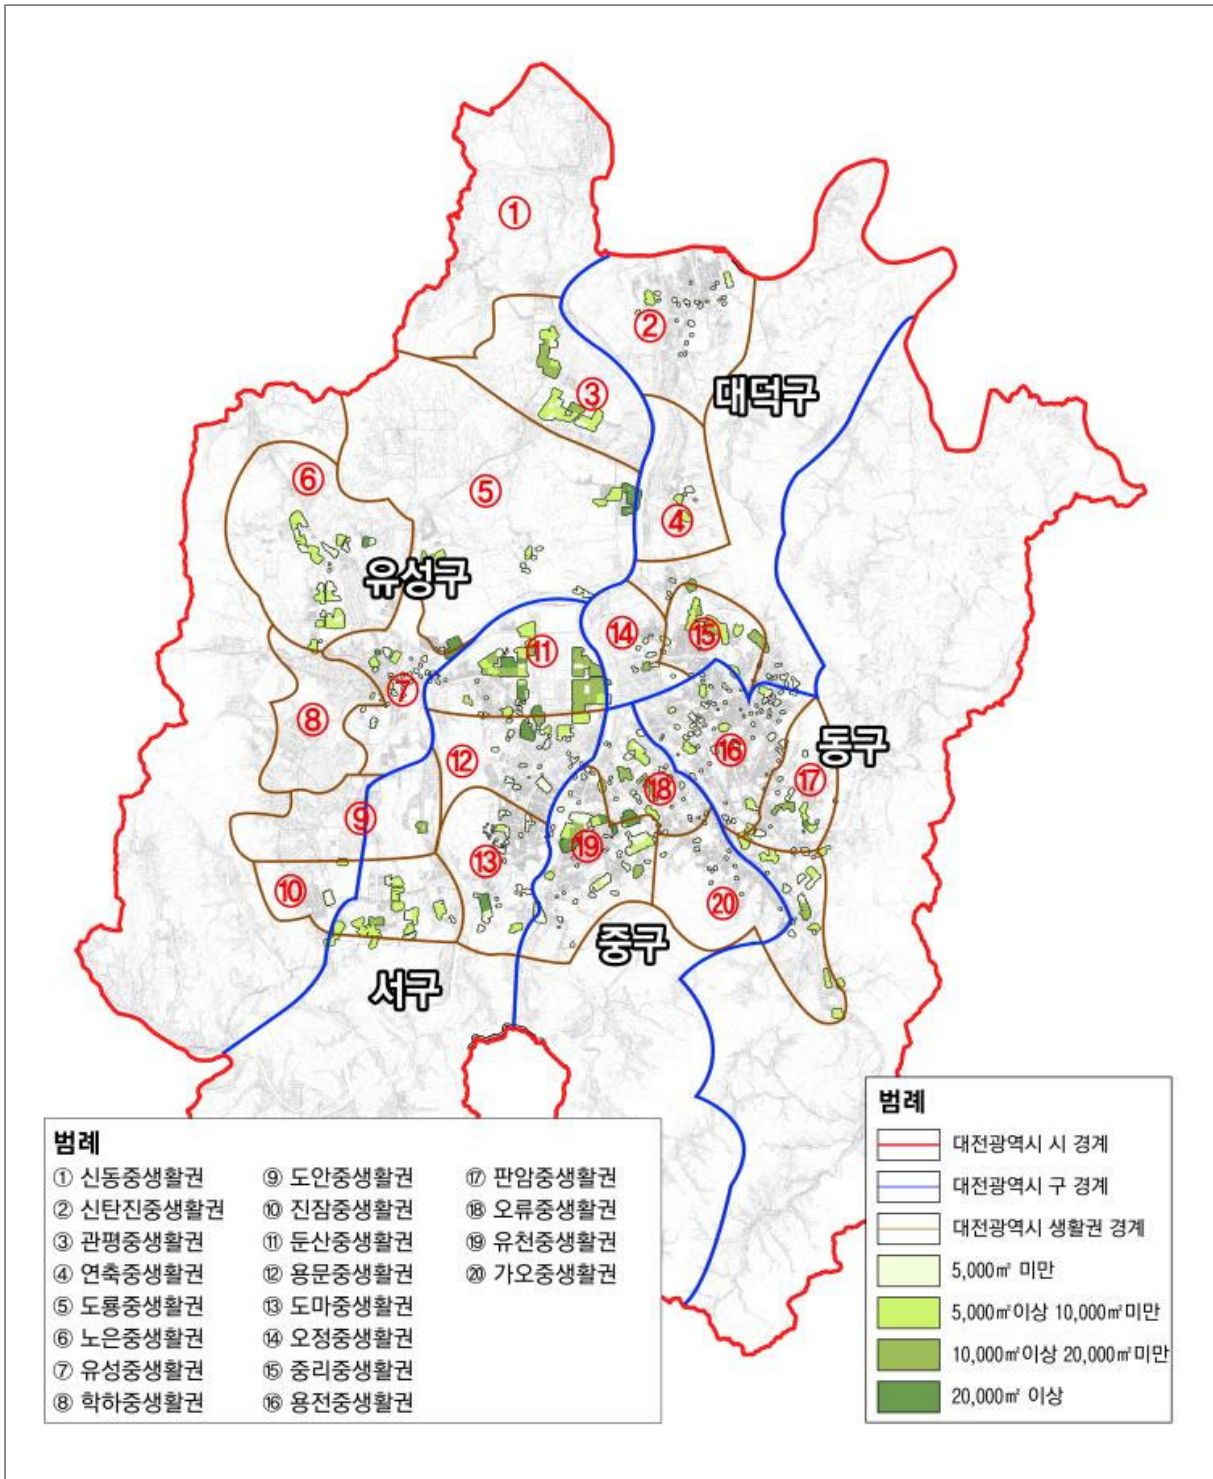 ①
②
대덕구
③
⑥
⑤
④
유성구
⑭
⑮
⑪
⑦
⑧
동구
⑯
⑫
⑰
⑱
⑨
⑲
⑬
⑩
⑳
중구
서구
범례
① 신동중생활권
② 신탄진중생활권
③ 관평중생활권
④ 연축중생활권
⑤ 도룡중생활권
⑥ 노은중생활권
⑦ 유성중생활권
⑧ 학하중생활권
⑨ 도안중생활권
⑩ 진잠중생활권
⑪ 둔산중생활권
⑫ 용문중생활권
⑬ 도마중생활권
⑭ 오정중생활권
⑮ 중리중생활권
⑯ 용전중생활권
⑰ 판암중생활권
⑱ 오류중생활권
⑲ 유천중생활권
⑳ 가오중생활권
범례
대전광역시 시 경계
대전광역시 구 경계
대전광역시 생활권 경계
5,000㎡ 미만
5,000㎡이상 10,000㎡미만
10,000㎡이상 20,000㎡미만
20,000㎡ 이상